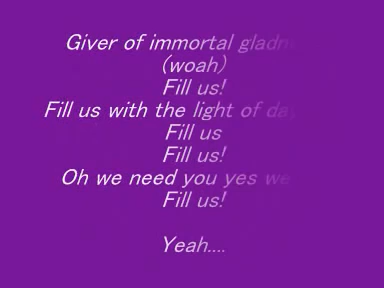 Giver of immortal gladn
(woah)
Fill us!
Fill us with the light of da
Fill us
Fill us!
Oh we need you yes we
Fill us!
Yeah....